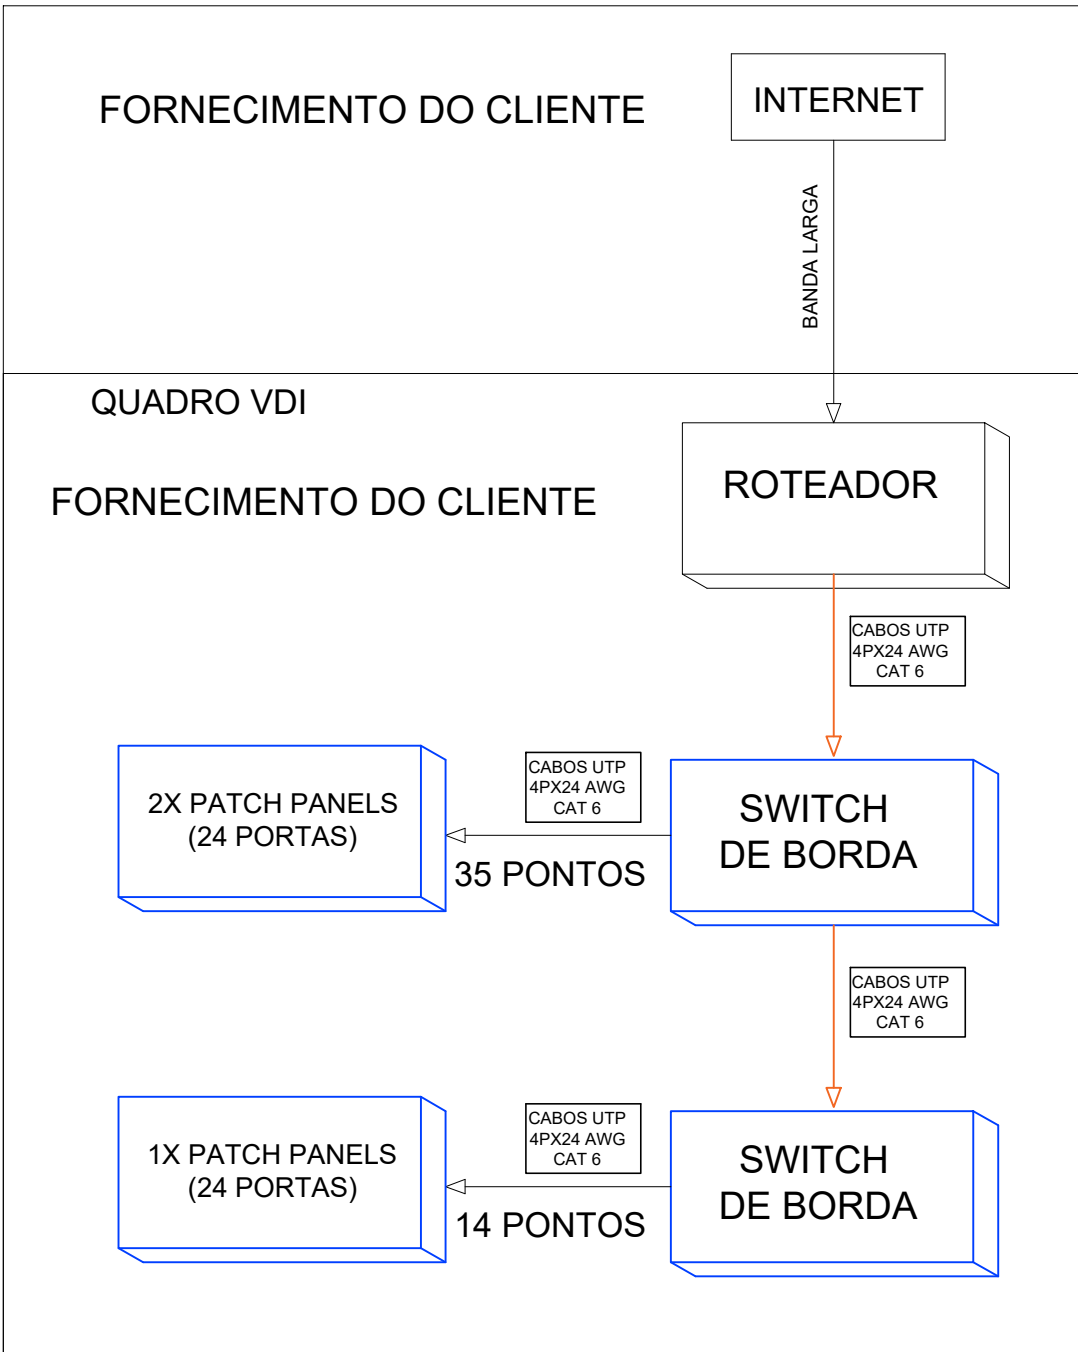 FORNECIMENTO DO CLIENTE
INTERNET
BANDA LARGA
QUADRO VDI
FORNECIMENTO DO CLIENTE
ROTEADOR
CABOS UTP
4PX24 AWG
CAT 6
2X PATCH PANELS
(24 PORTAS)
CABOS UTP
4PX24 AWG
CAT 6
35 PONTOS
SWITCH
DE BORDA
CABOS UTP
4PX24 AWG
CAT 6
1X PATCH PANELS
(24 PORTAS)
CABOS UTP
4PX24 AWG
CAT 6
14 PONTOS
SWITCH
DE BORDA